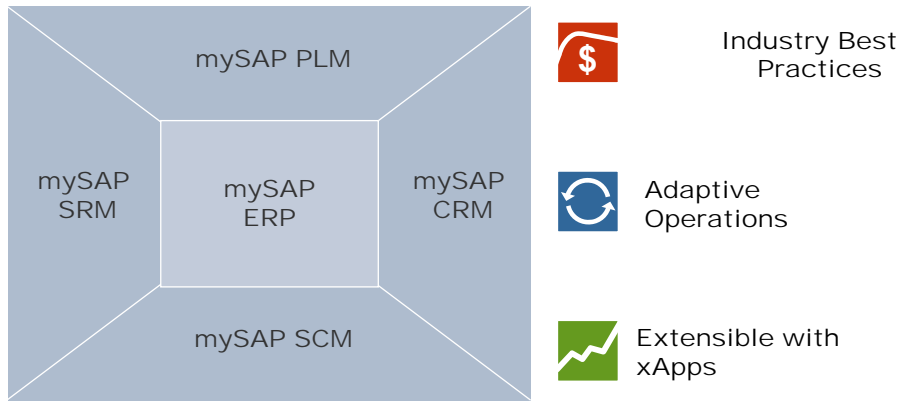 mySAP PLM
mySAP
SRM
mySAP
ERP
mySAP
CRM
mySAP SCM
$
Industry Best
Practices
Adaptive
Operations
Extensible with
xApps